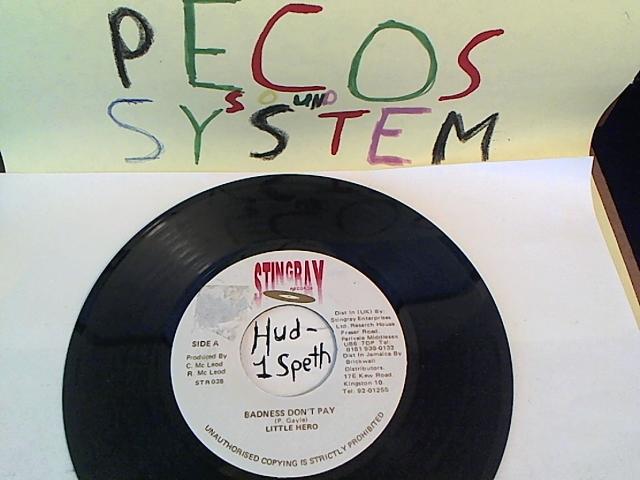 PECOS
SOUND
SYSTEM
STINGRAY
RECORDS
SIDE A
Produced By
C. Mc Leod
R. Mc Leod
STR 038
Hud-
1 Speth
Dist In (UK) By:
Stingray Enterprises
Ltd. Reserch House
Fraser Road.
Perivale Middlesex
UB6 7DP Tel:
0181 930-0132
Dist In Jamaica By
Brickwall
Distributors.
17E Kew Road.
Kingston 10.
Tel: 92-01255
BADNESS DON'T PAY
(P. Gayle)
LITTLE HERO
UNAUTHORISED COPYING IS STRICTLY PROHIBITED